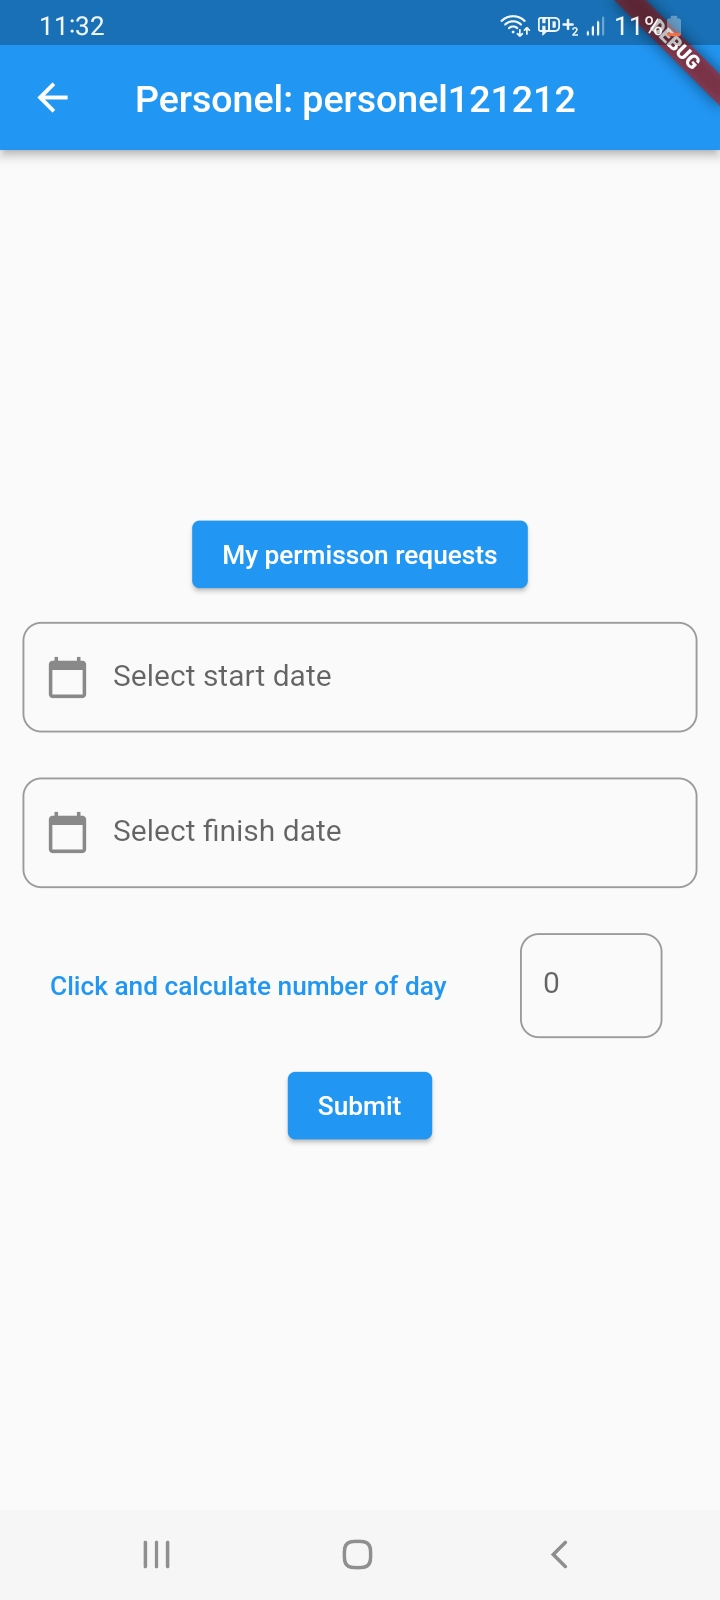 11:32
11%
DEBUG
Personel: personel121212
My permisson requests
Select start date
Select finish date
Click and calculate number of day
0
Submit